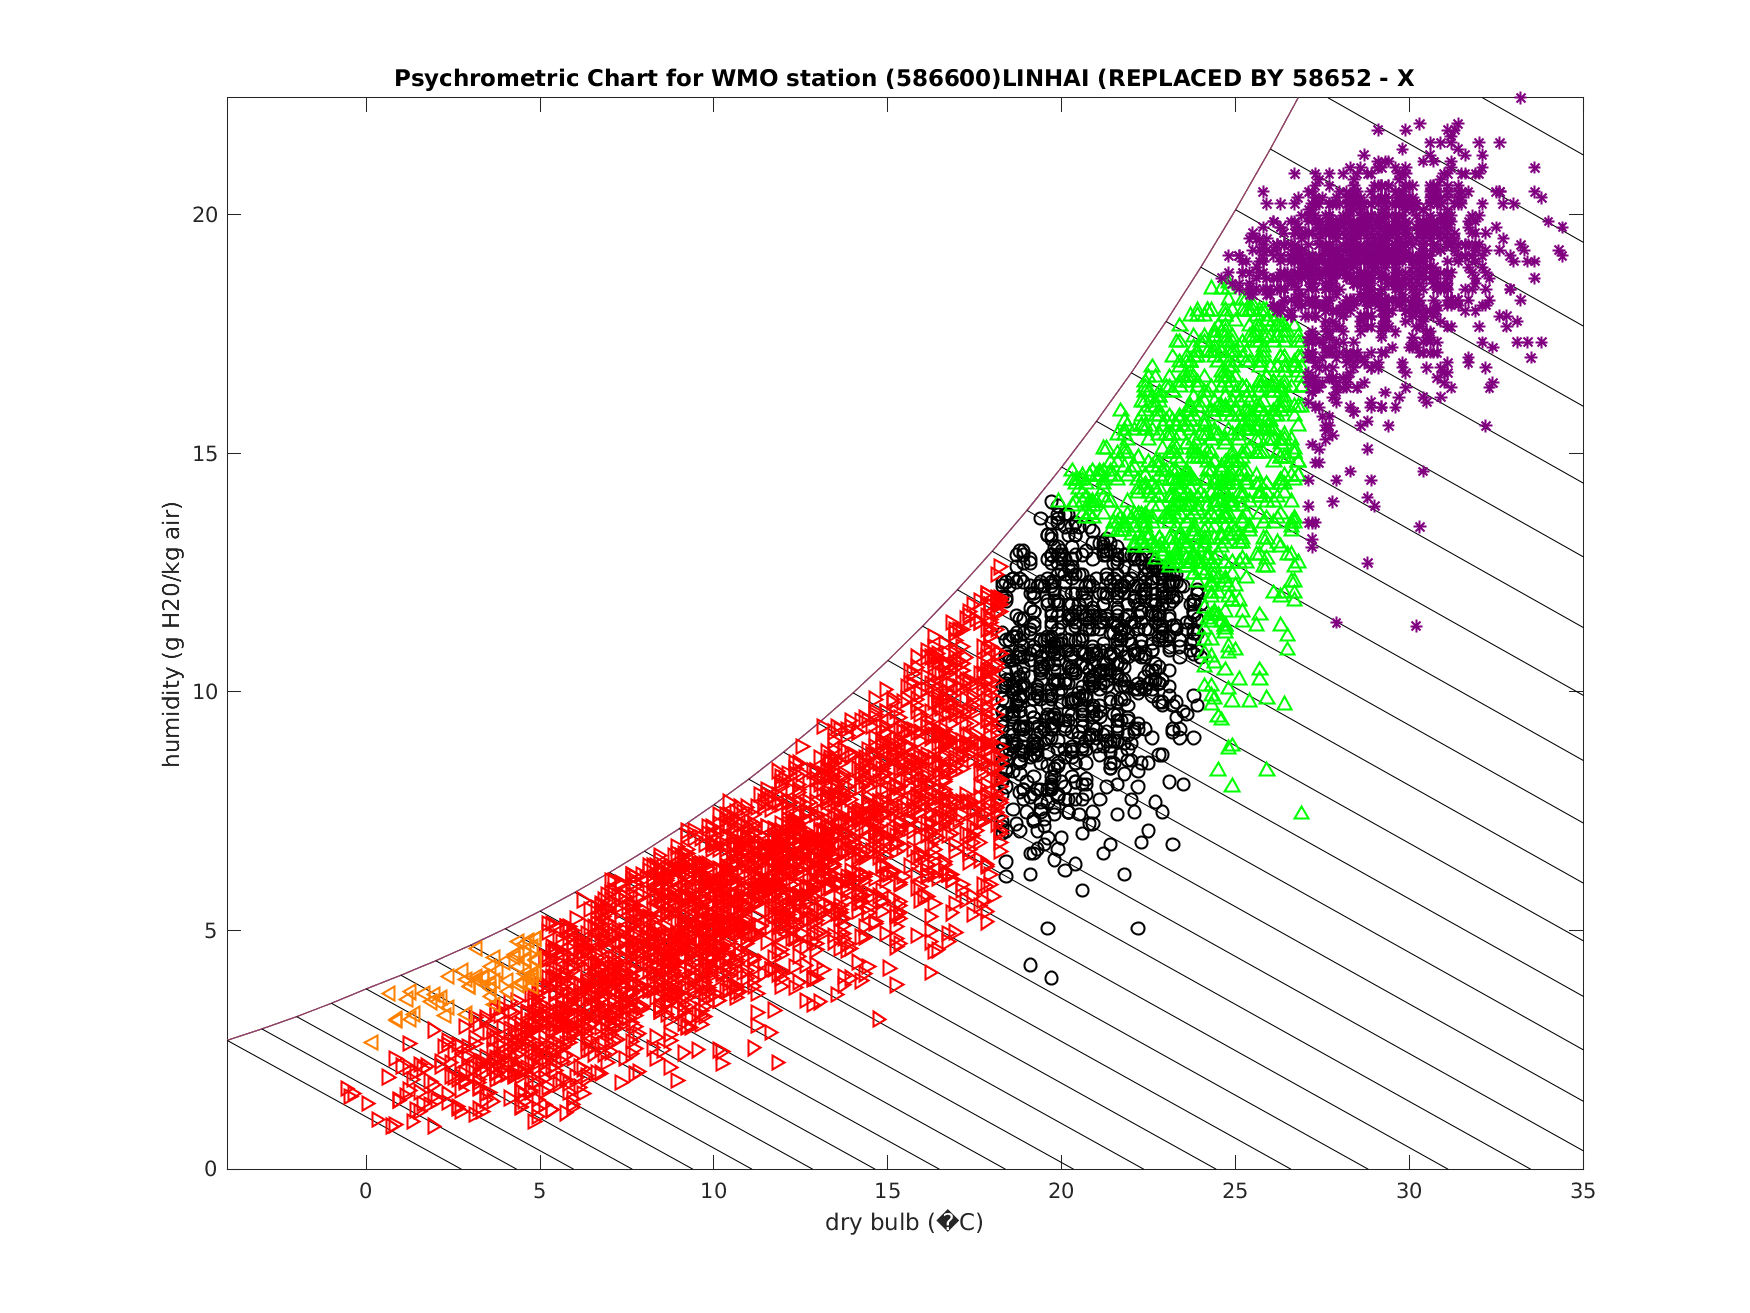 Psychrometric Chart for WMO station (586600)LINHAI (REPLACED BY 58652 - X
humidity (g H20/kg air)
20
15
10
5
0
0 5 10 15 20 25 30 35
dry bulb (�C)